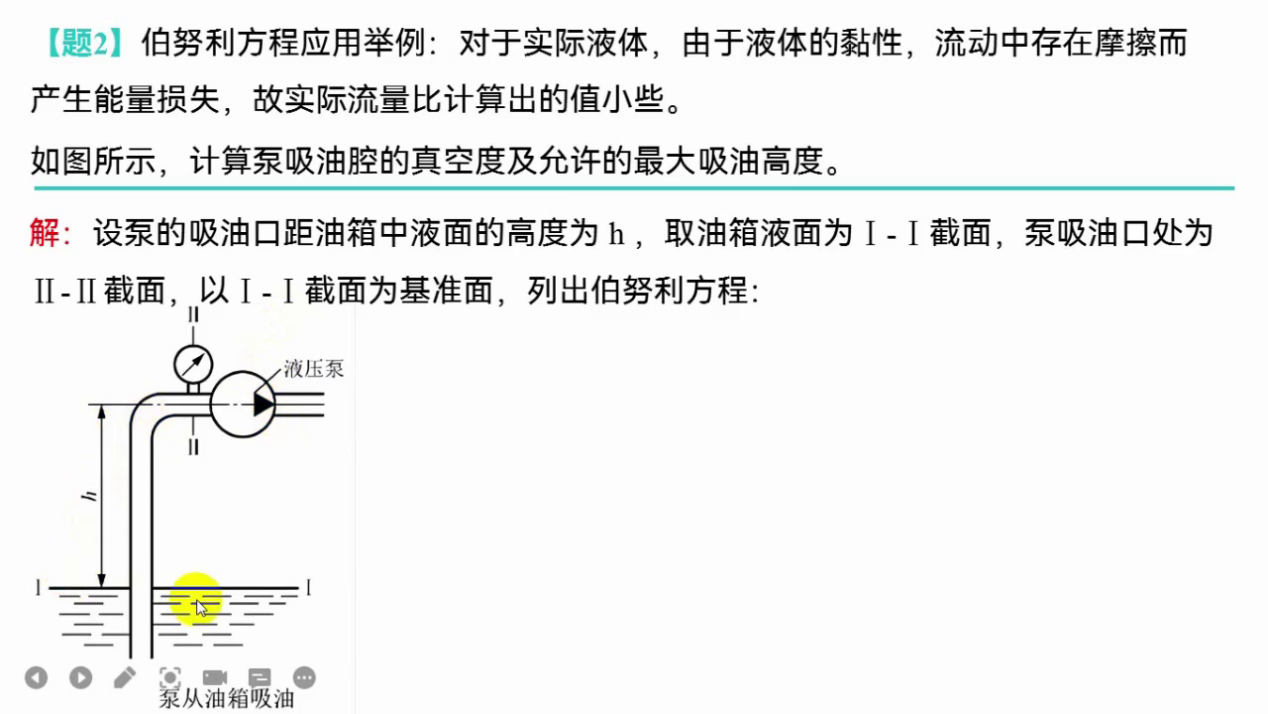 【题2】伯努利方程应用举例：对于实际液体，由于液体的黏性，流动中存在摩擦而
产生能量损失，故实际流量比计算出的值小些。
如图所示，计算泵吸油腔的真空度及允许的最大吸油高度。
解：设泵的吸油口距油箱中液面的高度为 h ，取油箱液面为 Ⅰ - Ⅰ 截面，泵吸油口处为
Ⅱ - Ⅱ 截面，以 Ⅰ - Ⅰ 截面为基准面，列出伯努利方程：
Ⅱ
液压泵
Ⅱ
h
Ⅰ Ⅰ
泵从油箱吸油